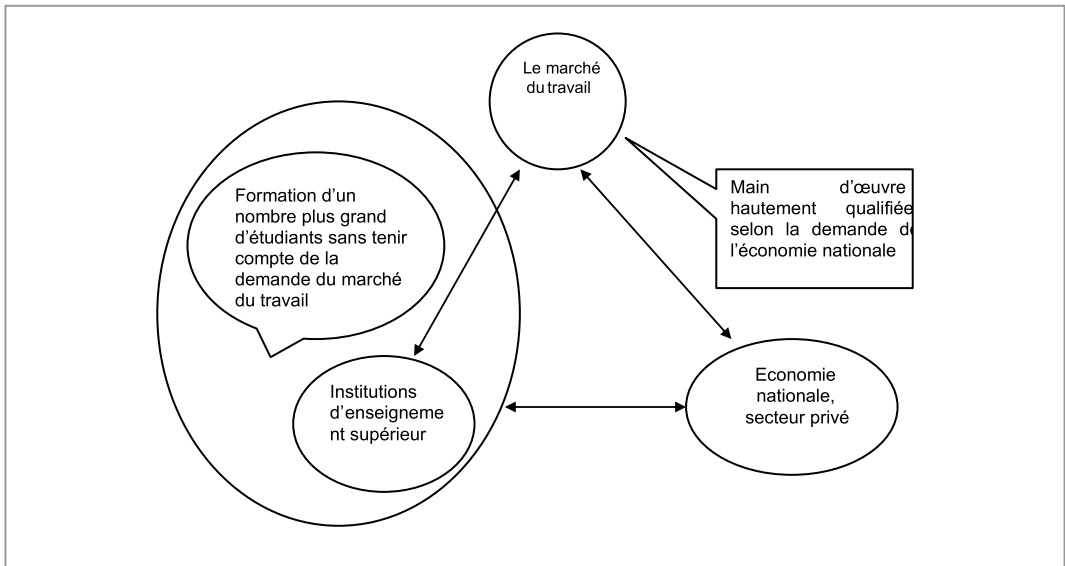 Le marché
du travail
Formation d’un
nombre plus grand
d’étudiants sans tenir
compte de la
demande du marché
du travail
Main d’œuvre
hautement qualifiée
selon la demande de
l’économie nationale
Institutions
d’enseigneme
nt supérieur
Economie
nationale,
secteur privé